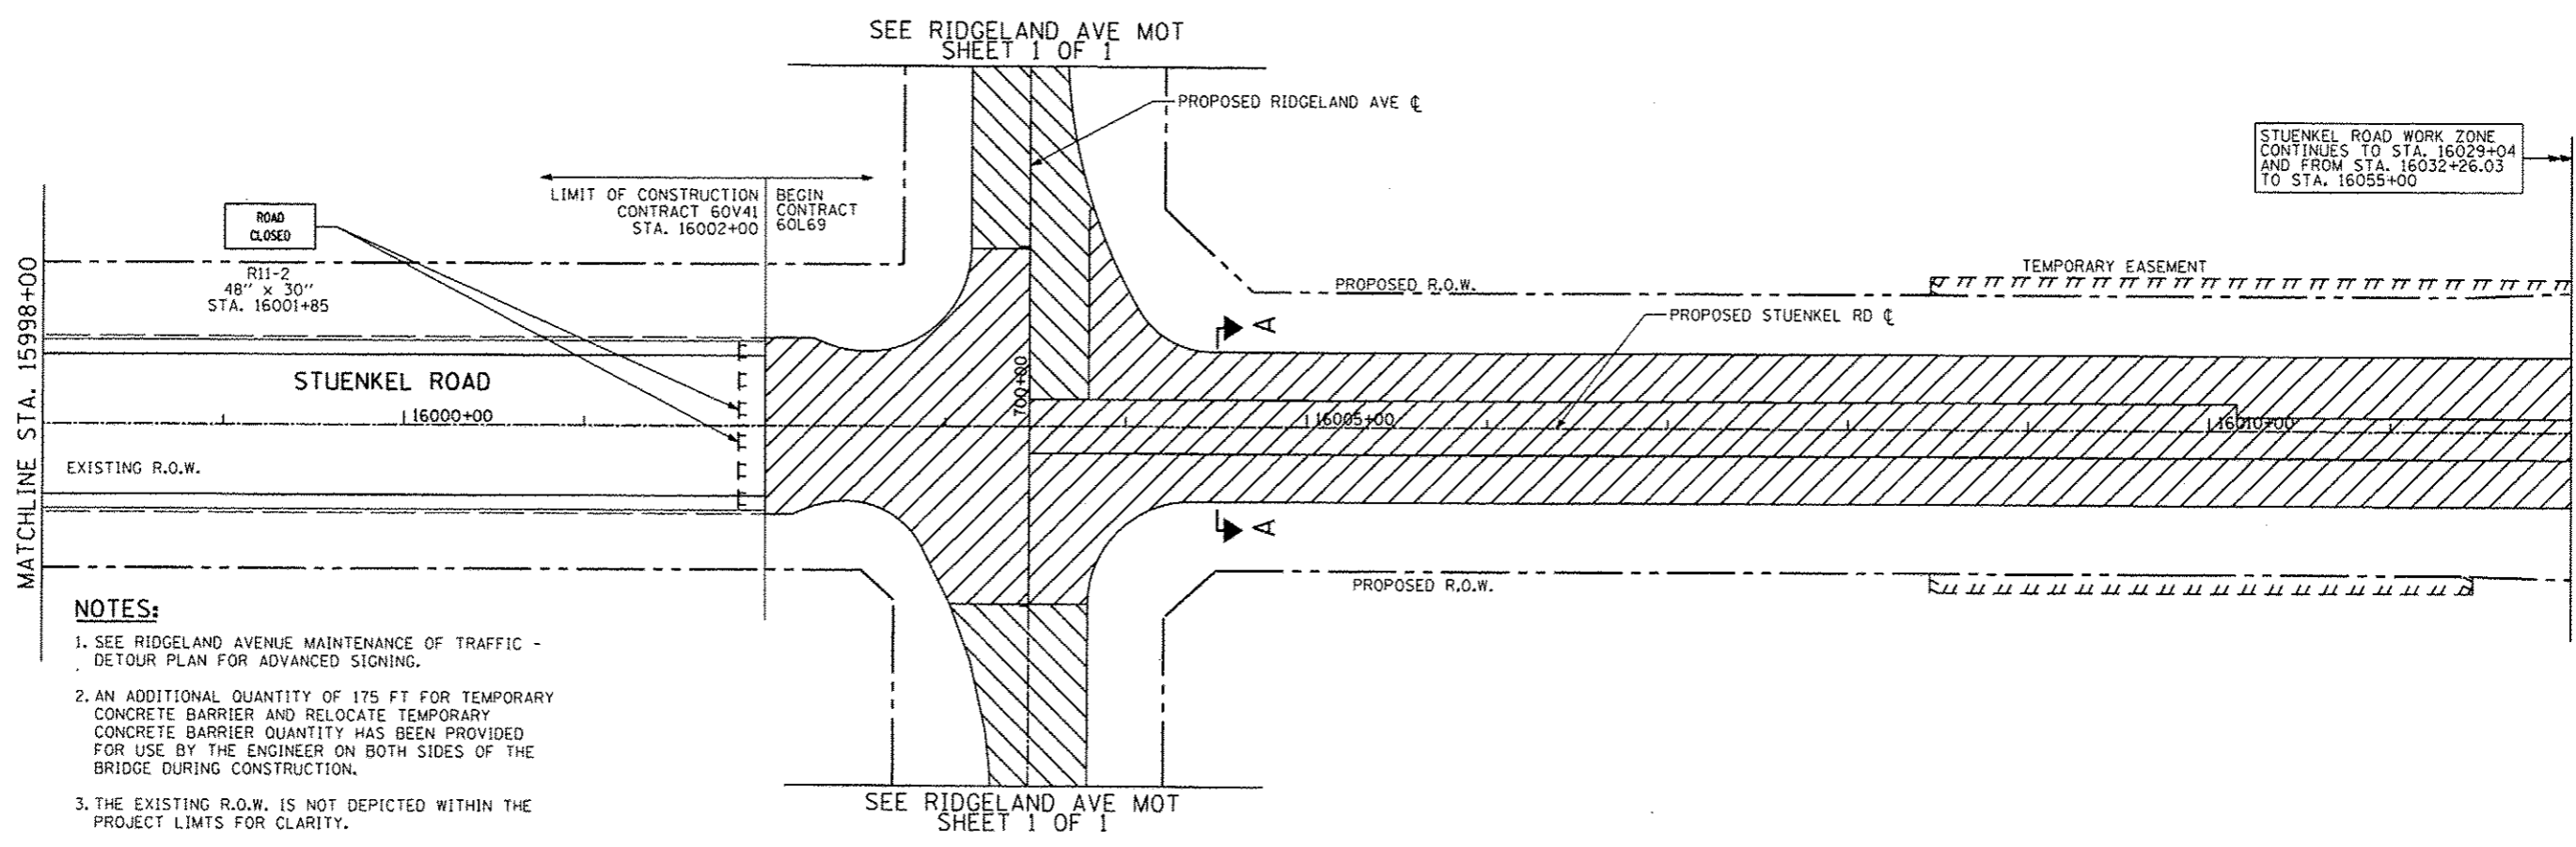 SEE RIDGELAND AVE MOT
SHEET 1 OF 1
PROPOSED RIDGELAND AVE ℄
STUENKEL ROAD WORK ZONE
CONTINUES TO STA. 16029+04
AND FROM STA. 16032+26.03
TO STA. 16055+00
LIMIT OF CONSTRUCTION
CONTRACT 60V41
STA. 16002+00
BEGIN
CONTRACT
60L69
ROAD
CLOSED
R11-2
48" x 30"
STA. 16001+85
MATCHLINE STA. 15998+00
TEMPORARY EASEMENT
PROPOSED R.O.W.
PROPOSED STUENKEL RD ℄
A
STUENKEL ROAD
700+00
16000+00
16005+00
16010+00
EXISTING R.O.W.
A
PROPOSED R.O.W.
NOTES:
1. SEE RIDGELAND AVENUE MAINTENANCE OF TRAFFIC -
DETOUR PLAN FOR ADVANCED SIGNING.
2. AN ADDITIONAL QUANTITY OF 175 FT FOR TEMPORARY
CONCRETE BARRIER AND RELOCATE TEMPORARY
CONCRETE BARRIER QUANTITY HAS BEEN PROVIDED
FOR USE BY THE ENGINEER ON BOTH SIDES OF THE
BRIDGE DURING CONSTRUCTION.
3. THE EXISTING R.O.W. IS NOT DEPICTED WITHIN THE
PROJECT LIMTS FOR CLARITY.
SEE RIDGELAND AVE MOT
SHEET 1 OF 1